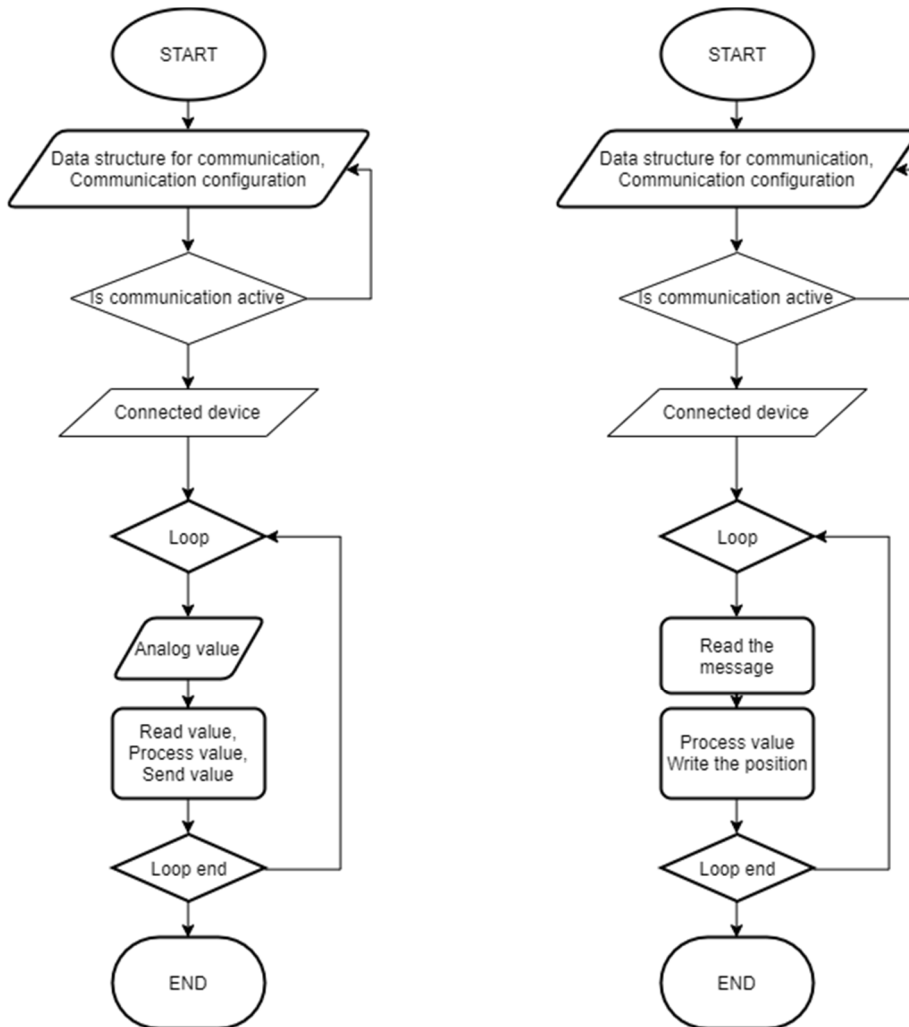 START
Data structure for communication,
Communication configuration
Is communication active
Connected device
Loop
Analog value
Read value,
Process value,
Send value
Loop end
END
START
Data structure for communication,
Communication configuration
Is communication active
Connected device
Loop
Read the
message
Process value
Write the position
Loop end
END